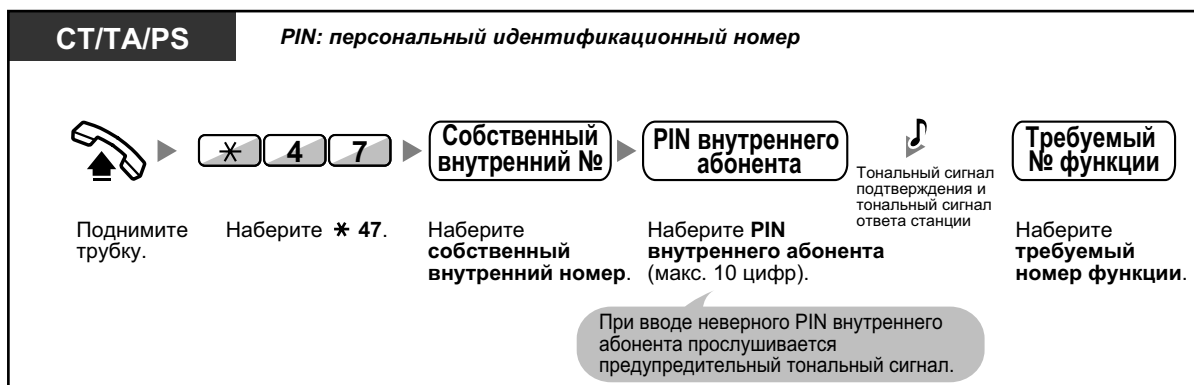 CT/TA/PS
PIN: персональный идентификационный номер
✳ 4 7
Собственный
внутренний №
PIN внутреннего
абонента
Тональный сигнал
подтверждения и
тональный сигнал
ответа станции
Требуемый
№ функции
Поднимите
трубку.
Наберите ✳ 47.
Наберите
собственный
внутренний номер.
Наберите PIN
внутреннего абонента
(макс. 10 цифр).
Наберите
требуемый
номер функции.
При вводе неверного PIN внутреннего
абонента прослушивается
предупредительный тональный сигнал.